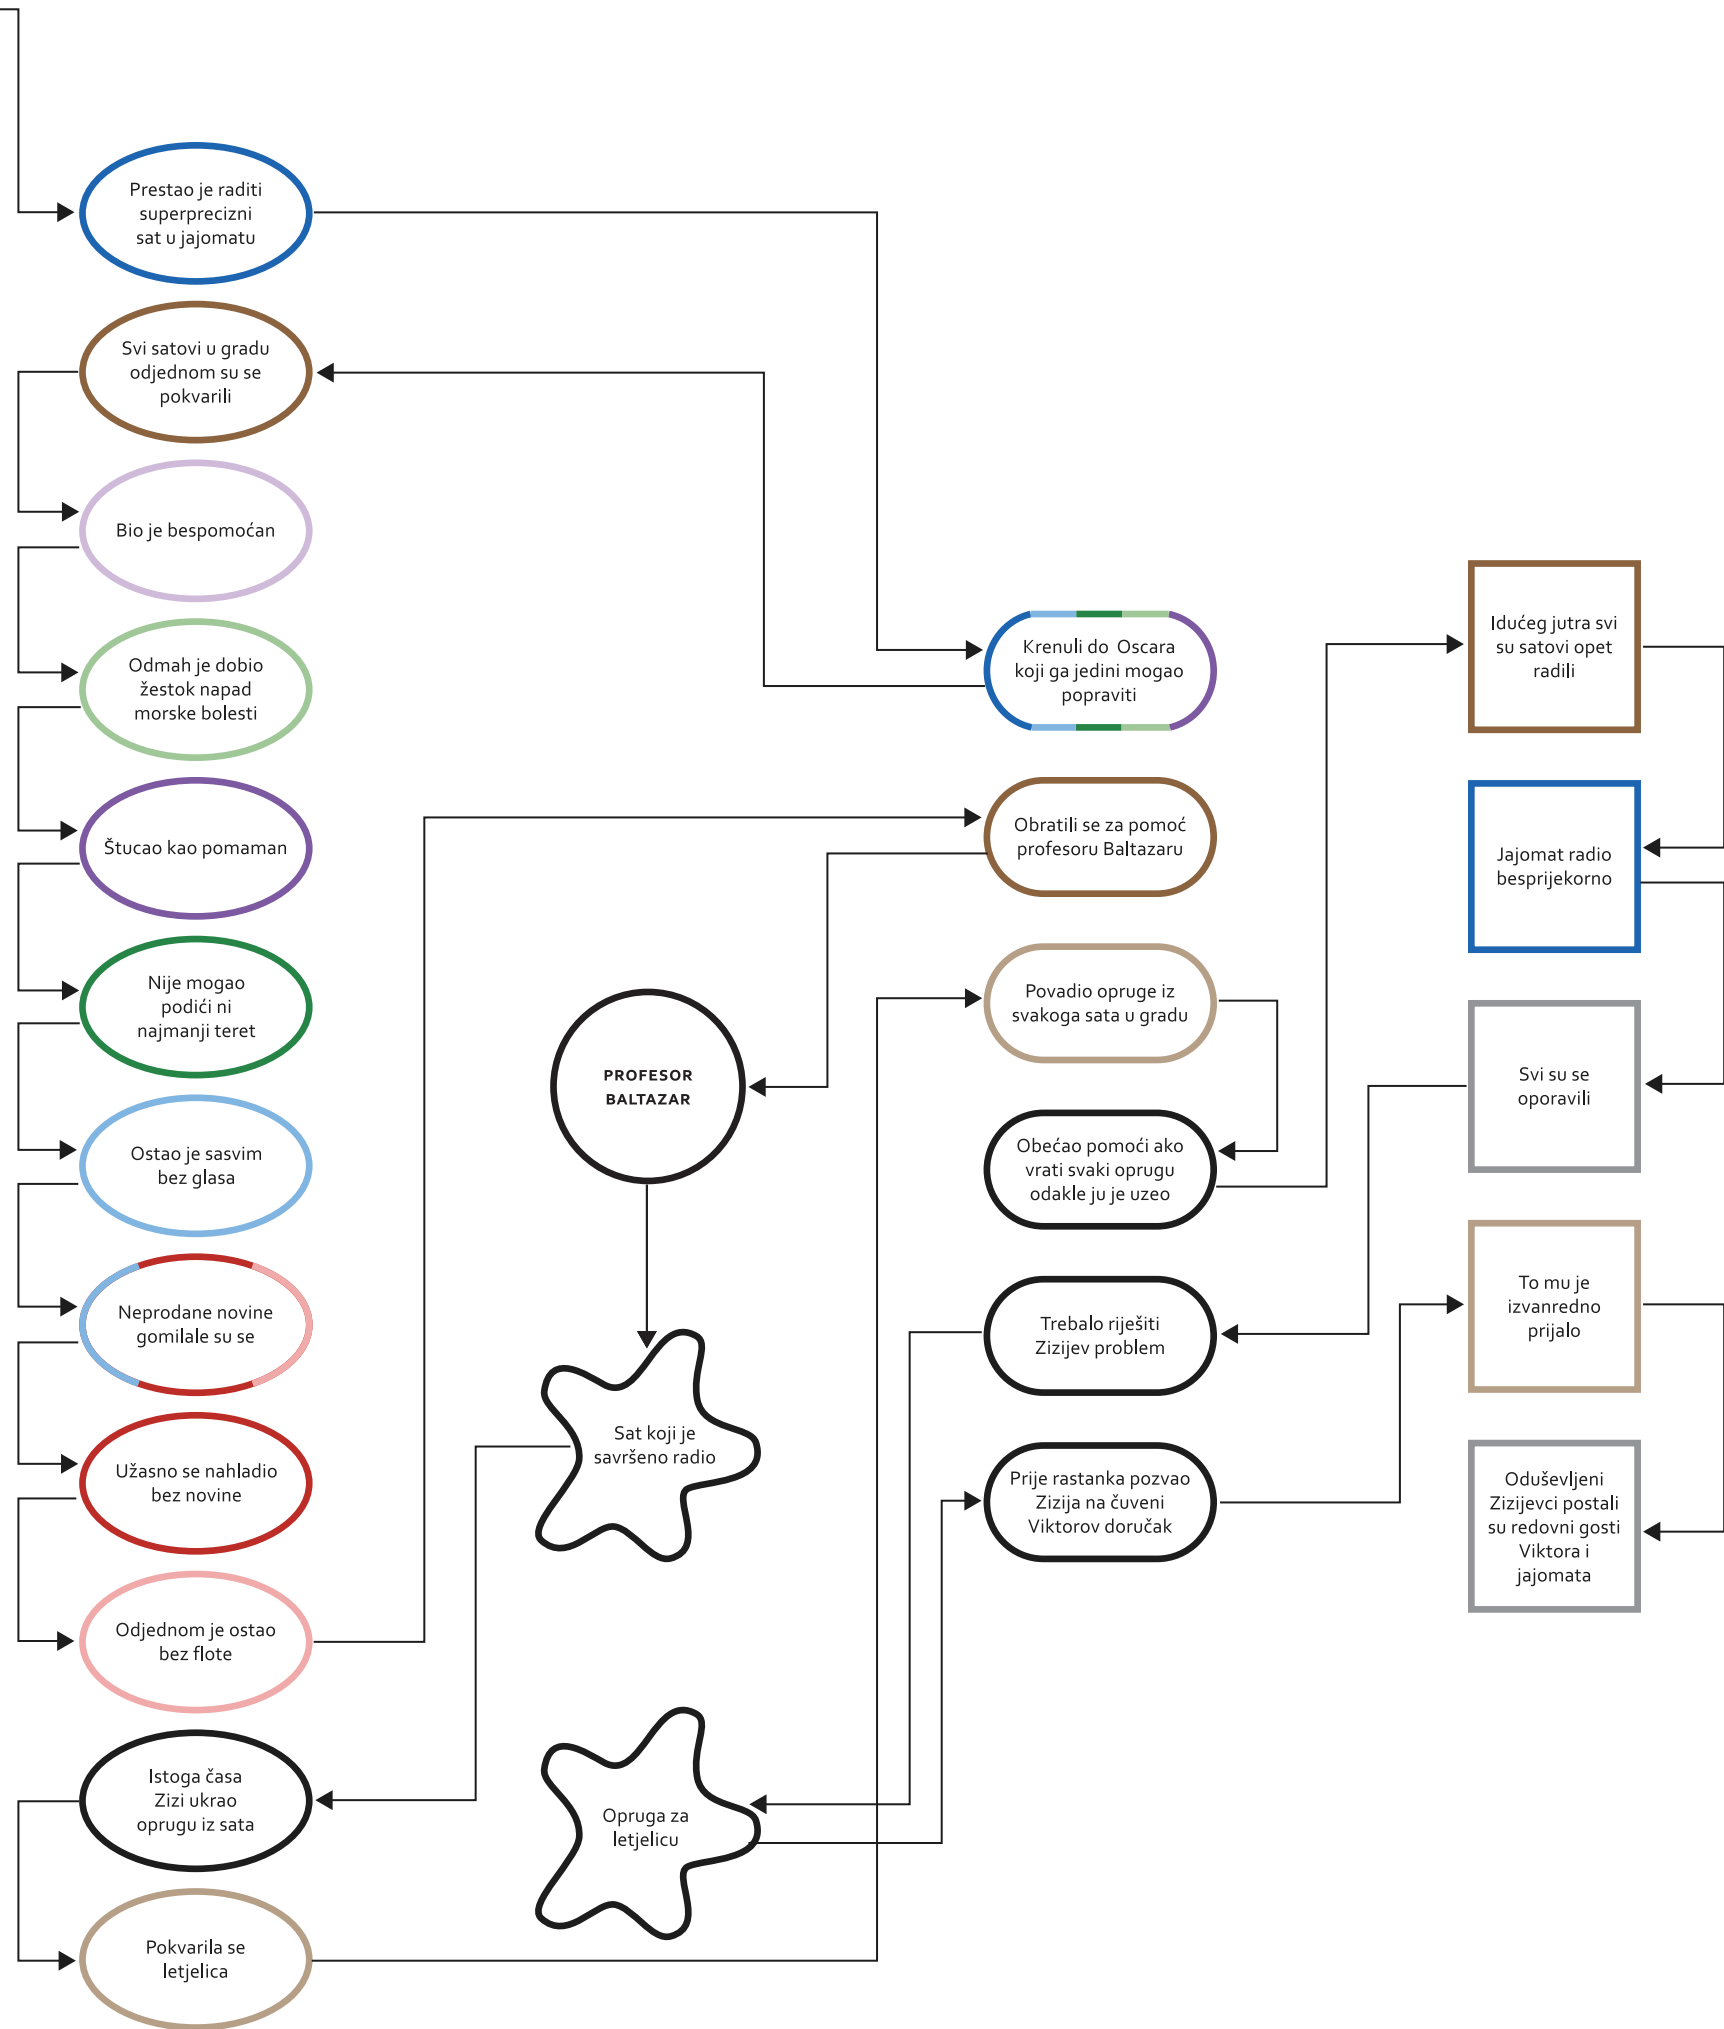 Prestao je raditi
superprecizni
sat u jajomatu
Svi satovi u gradu
odjednom su se
pokvarili
Bio je bespomoćan
Odmah je dobio
žestok napad
morske bolesti
Štucao kao pomaman
Nije mogao
podići ni
najmanji teret
Ostao je sasvim
bez glasa
Neprodane novine
gomilale su se
Užasno se nahladio
bez novine
Odjednom je ostao
bez flote
Istoga časa
Zizi ukrao
oprugu iz sata
Pokvarila se
letjelica
PROFESOR
BALTAZAR
Sat koji je
savršeno radio
Opruga za
letjelicu
Krenuli do Oscara
koji ga jedini mogao
popraviti
Obratili se za pomoć
profesoru Baltazaru
Povadio opruge iz
svakoga sata u gradu
Obećao pomoći ako
vrati svaki oprugu
odakle ju je uzeo
Trebalo riješiti
Zizijev problem
Prije rastanka pozvao
Zizija na čuveni
Viktorov doručak
Idućeg jutra svi
su satovi opet
radili
Jajomat radio
besprijekorno
Svi su se
oporavili
To mu je
izvanredno
prijalo
Oduševljeni
Zizijevci postali
su redovni gosti
Viktora i
jajomata